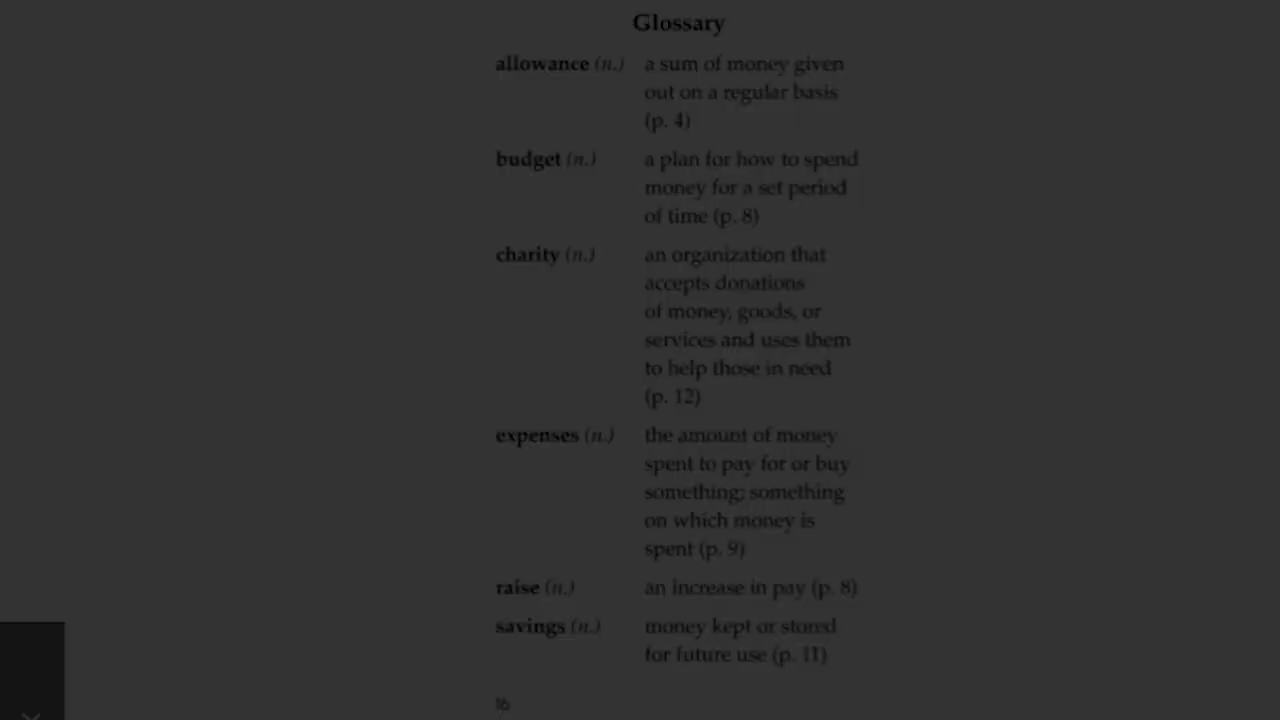 Glossary
allowance (n.) a sum of money given
out on a regular basis
(p. 4)
budget (n.) a plan for how to spend
money for a set period
of time (p. 8)
charity (n.) an organization that
accepts donations
of money, goods, or
services and uses them
to help those in need
(p. 12)
expenses (n.) the amount of money
spent to pay for or buy
something; something
on which money is
spent (p. 9)
raise (n.) an increase in pay (p. 8)
savings (n.) money kept or stored
for future use (p. 11)
16